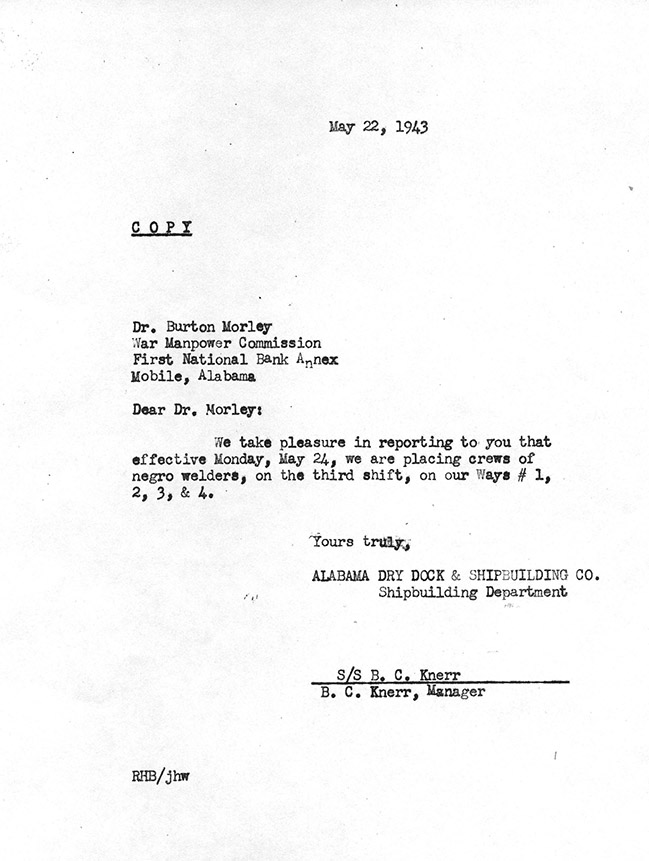 May 22, 1943
C O P Y
Dr. Burton Morley
War Manpower Commission
First National Bank Annex
Mobile, Alabama
Dear Dr. Morley:
We take pleasure in reporting to you that
effective Monday, May 24, we are placing crews of
negro welders, on the third shift, on our Ways # 1,
2, 3, & 4.
Yours truly,
ALABAMA DRY DOCK & SHIPBUILDING CO.
Shipbuilding Department
S/S B. C. Knerr
B. C. Knerr, Manager
RHB/jhw